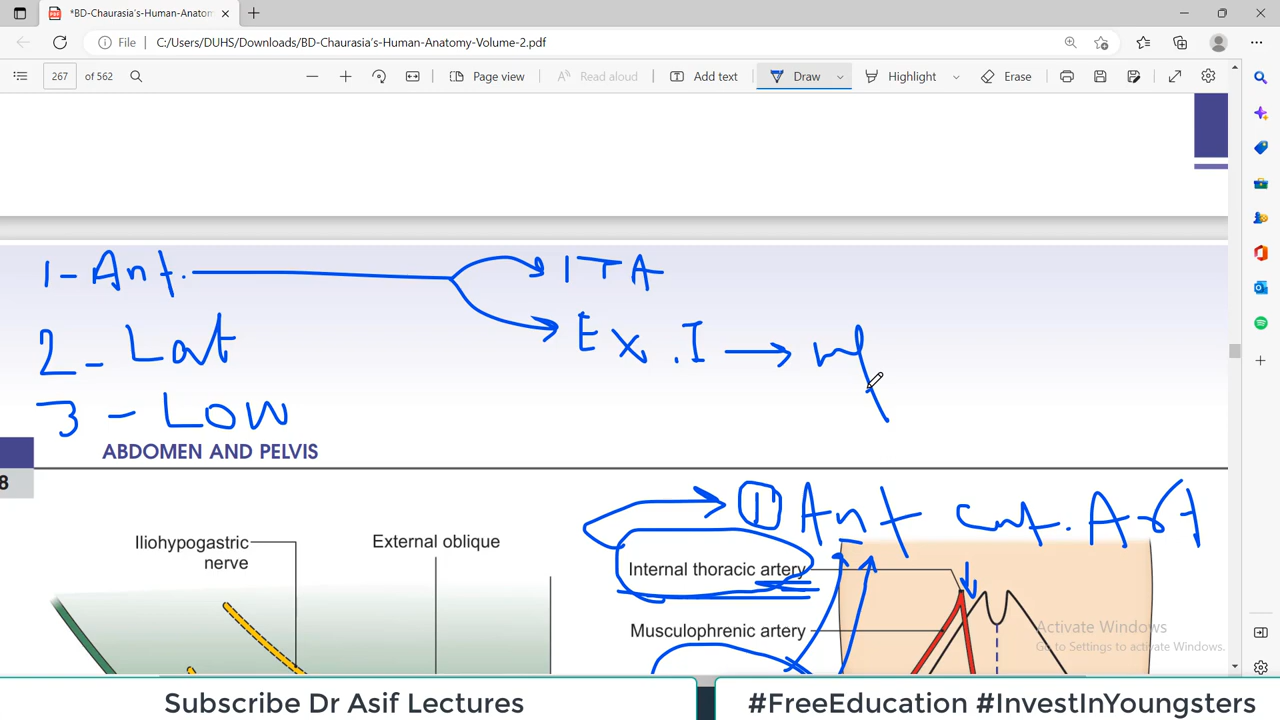 *BD-Chaurasia's-Human-Anatom
File C:/Users/DUHS/Downloads/BD-Chaurasia's-Human-Anatomy-Volume-2.pdf
267 of 562
Page view
Read aloud
Add text
Draw
Highlight
Erase
1- Ant.
ITA
Ex. I
2 - Lat
3 - Low
8
ABDOMEN AND PELVIS
1 Ant cut. Art
Iliohypogastric
nerve
External oblique
Internal thoracic artery
Musculophrenic artery
Activate Windows
Go to Settings to activate Windows.
Subscribe Dr Asif Lectures
#FreeEducation #InvestInYoungsters